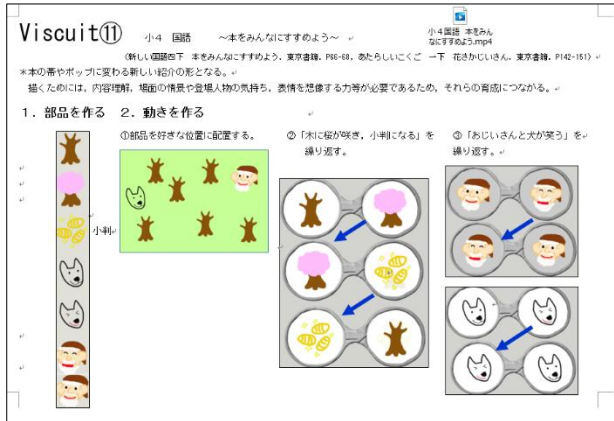 Viscuit⑪ 小4 国語 ~本をみんなにすすめよう~
小4国語 本をみん
なにすすめよう.mp4
(新しい国語四下 本をみんなにすすめよう，東京書籍，P66-68，あたらしいこくご 一下 花さかじいさん，東京書籍，P142-151)
*本の帯やポップに変わる新しい紹介の形となる。
描くためには，内容理解，場面の情景や登場人物の気持ち，表情を想像する力等が必要であるため，それらの育成につながる。
1．部品を作る 2．動きを作る
①部品を好きな位置に配置する。
②「木に桜が咲き，小判になる」を
繰り返す。
③「おじいさんと犬が笑う」を
繰り返す。
小判